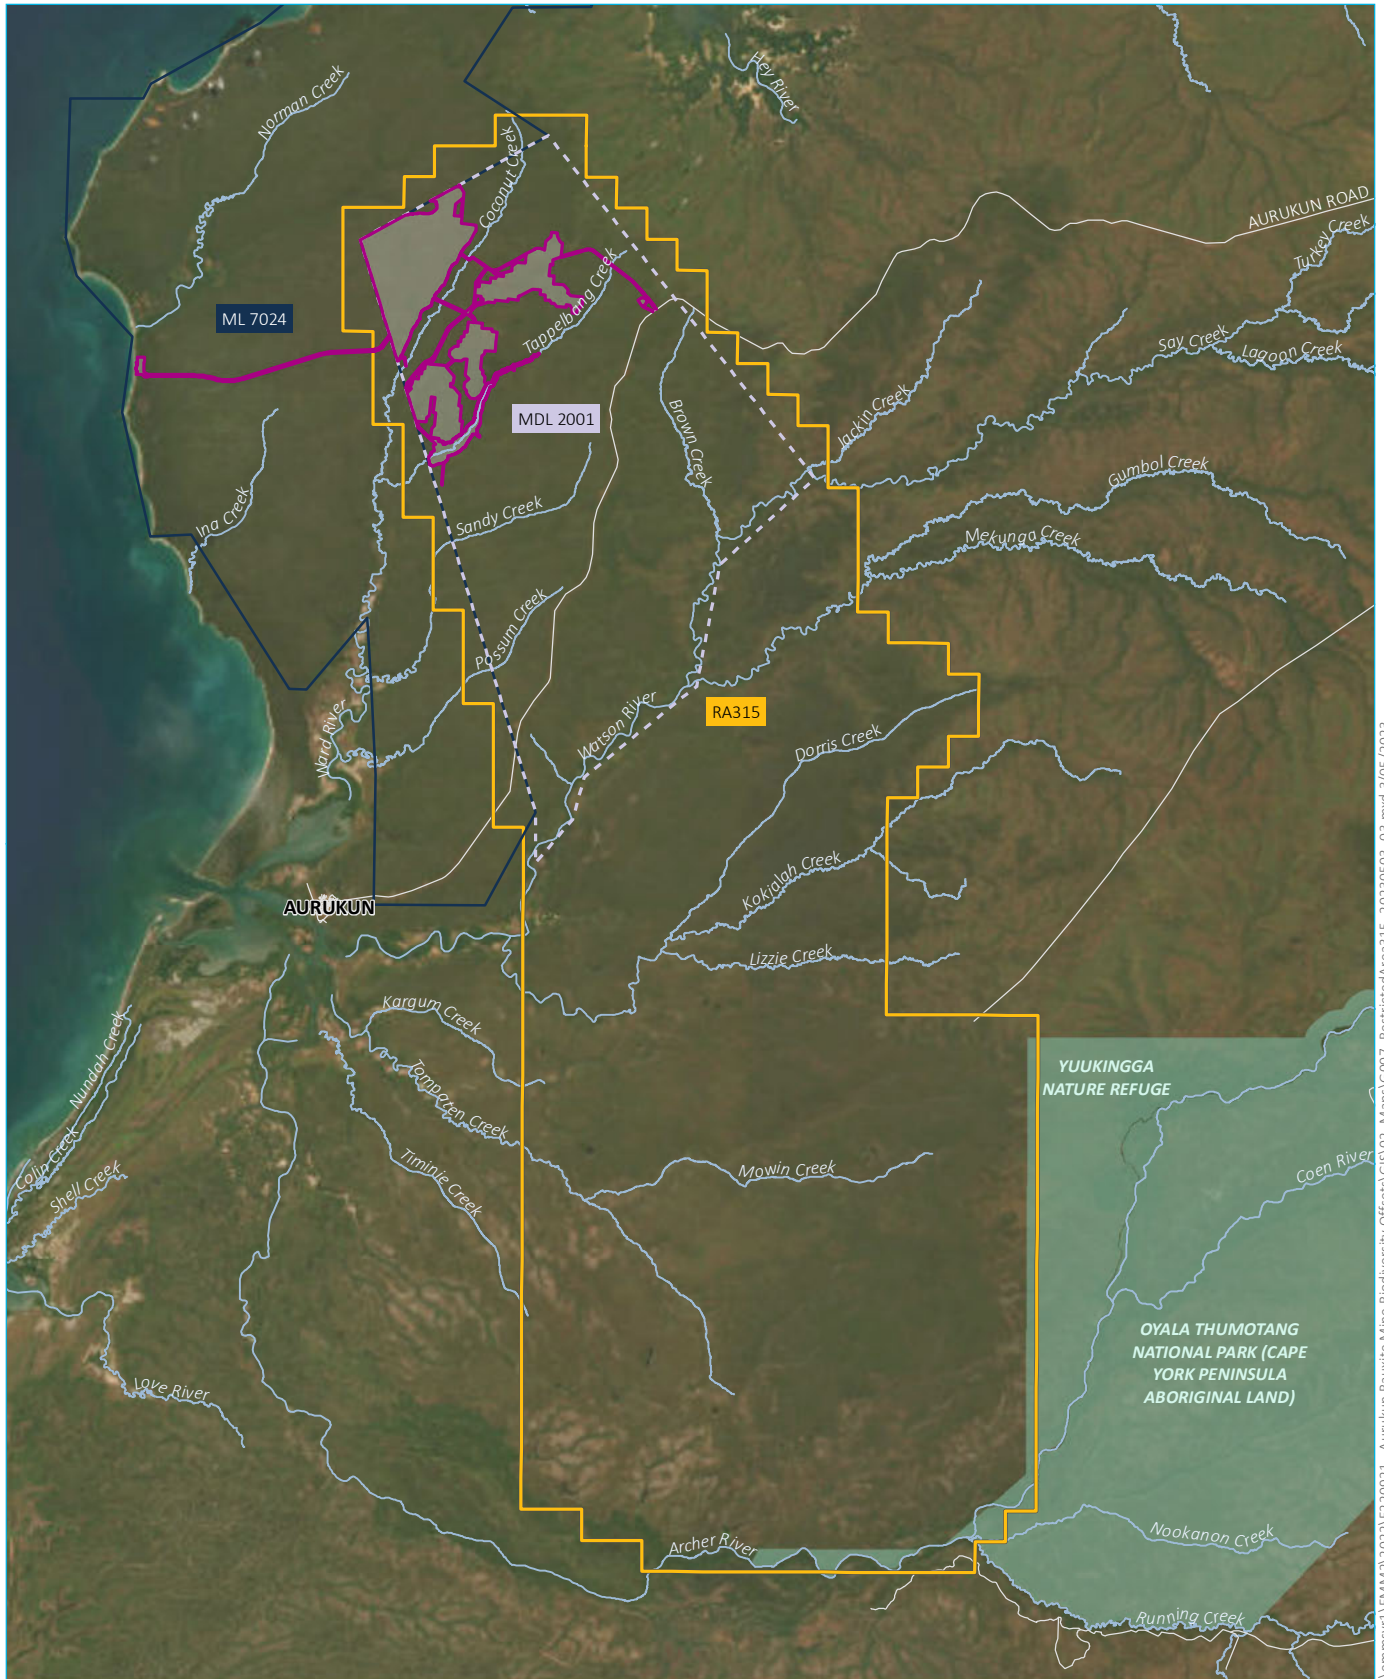 Hey River
Norman Creek
Coconut Creek
AURUKUN ROAD
Turkey Creek
ML 7024
Tappelbang Creek
Say Creek
Lagoon Creek
MDL 2001
Brown Creek
Jackin Creek
Gumbol Creek
Ina Creek
Sandy Creek
Mekunga Creek
Possum Creek
Ward River
Watson River
RA315
Dorris Creek
Kokjalah Creek
AURUKUN
Lizzie Creek
Kargum Creek
Nundah Creek
Tompaten Creek
YUUKINGGA
NATURE REFUGE
Colin Creek
Shell Creek
Timinie Creek
Mowin Creek
Coen River
OYALA THUMOTANG
NATIONAL PARK (CAPE
YORK PENINSULA
ABORIGINAL LAND)
Love River
Archer River
Nookanon Creek
Running Creek